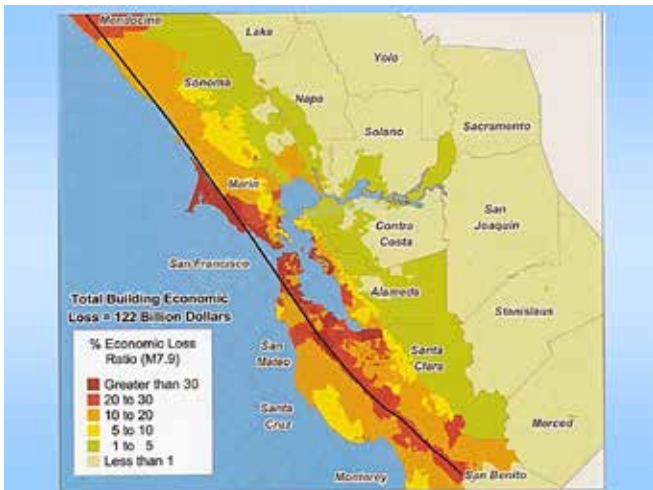 Mendocino
Lake
Yolo
Sonoma
Napa
Solano
Sacramento
Marin
Contra
Costa
San
Joaquin
San Francisco
Alameda
Total Building Economic
Loss = 122 Billion Dollars
Stanislaus
% Economic Loss
Ratio (M7.9)
Greater than 30
20 to 30
10 to 20
5 to 10
1 to 5
Less than 1
San
Mateo
Santa
Clara
Santa
Cruz
Merced
Monterey
San Benito